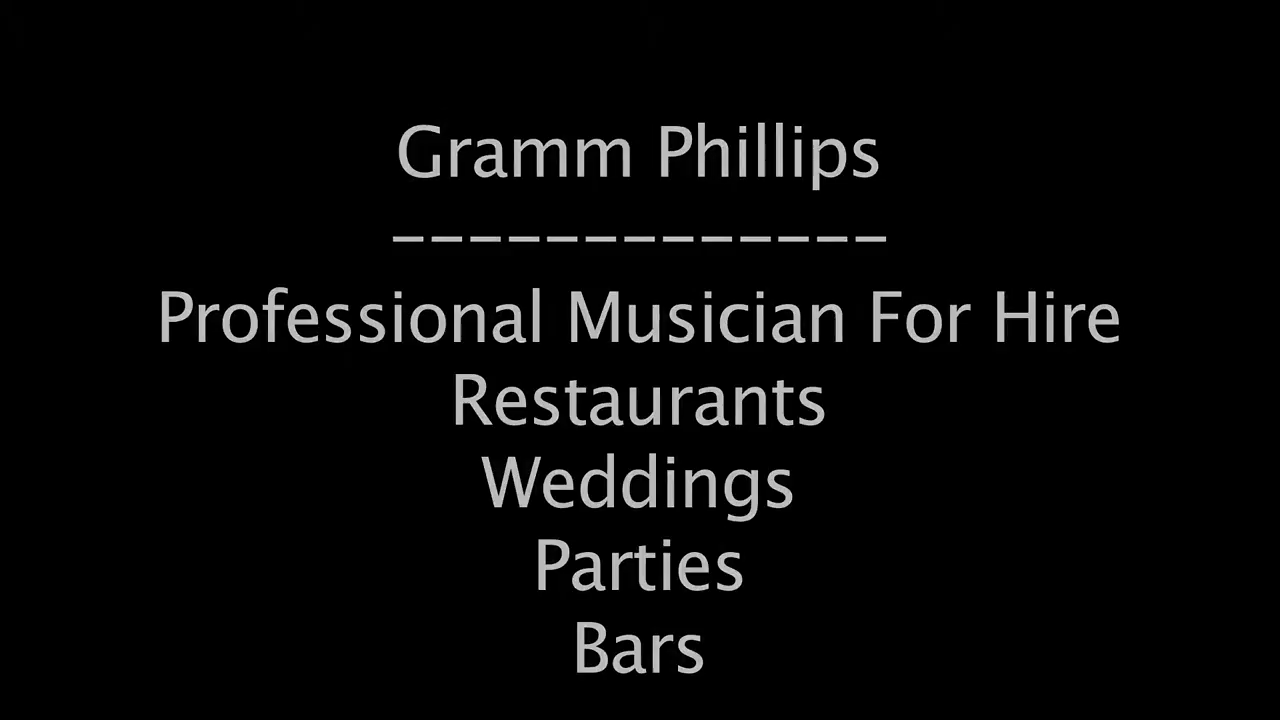 Gramm Phillips
-------------
Professional Musician For Hire
Restaurants
Weddings
Parties
Bars